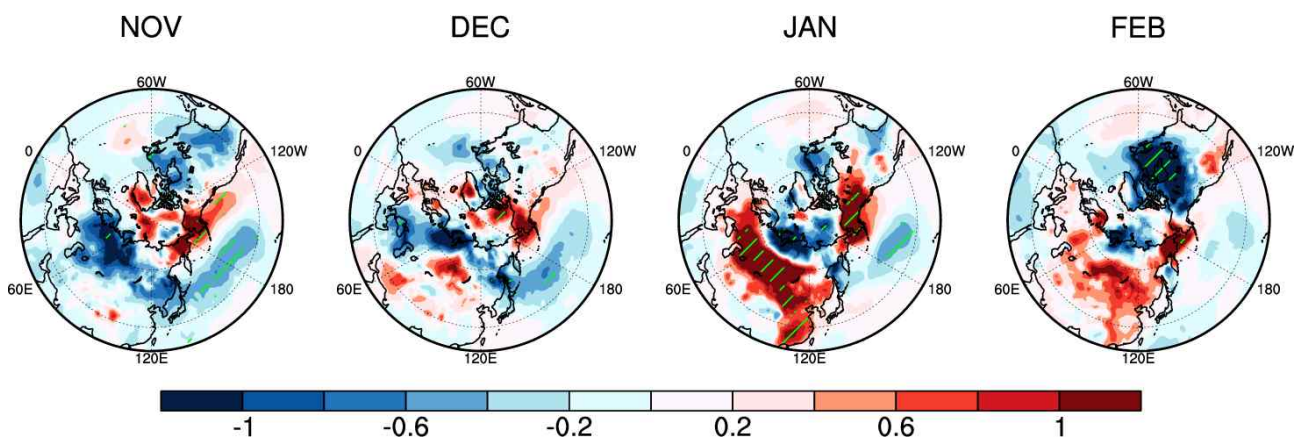 NOV DEC JAN FEB
60W 60W 60W 60W
0 120W 0 120W 0 120W 0 120W
60E 180 60E 180 60E 180 60E 180
120E 120E 120E 120E
-1 -0.6 -0.2 0.2 0.6 1